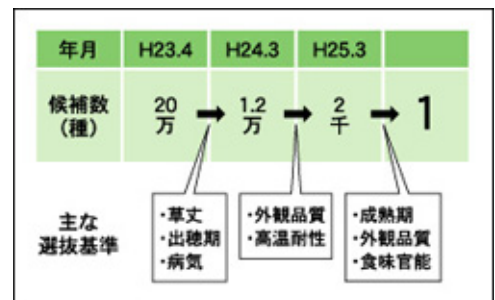 年月 H23.4 H24.3 H25.3
候補数
(種)
20
万
➡
1.2
万
➡
2
千
➡
1
主な
選抜基準
・草丈
・出穂期
・病気
・外観品質
・高温耐性
・成熟期
・外観品質
・食味官能